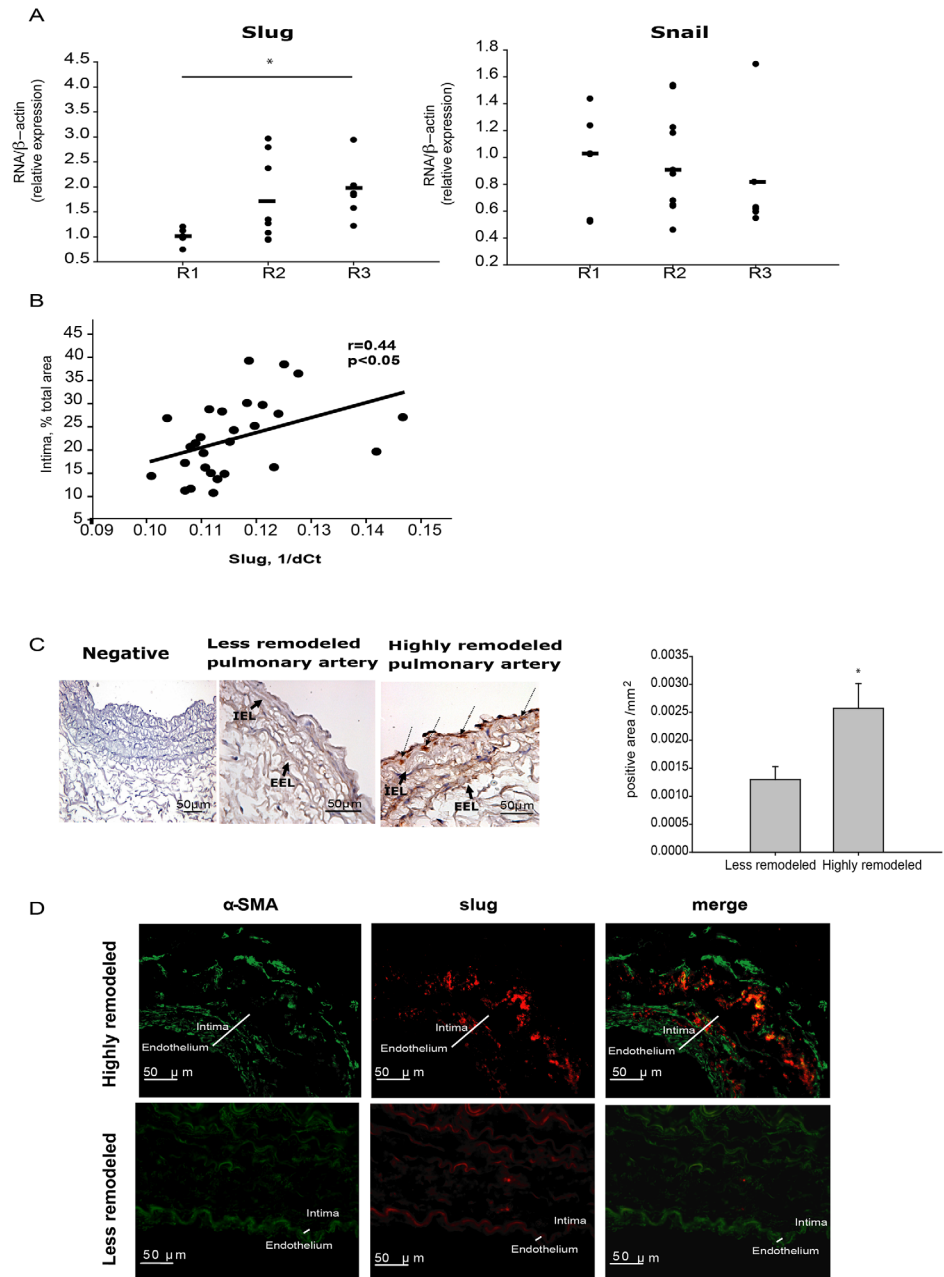 A
Slug
Snail
RNA/β−actin
(relative expression)
4.5
4.0
3.5
3.0
2.5
2.0
1.5
1.0
0.5
*
R1
R2
R3
RNA/β−actin
(relative expression)
1.8
1.6
1.4
1.2
1.0
0.8
0.6
0.4
0.2
R1
R2
R3
B
Intima, % total area
45
40
35
30
25
20
15
10
5
r=0.44
p<0.05
0.09
0.10
0.11
0.12
0.13
0.14
0.15
Slug, 1/dCt
C
Negative
Less remodeled
pulmonary artery
Highly remodeled
pulmonary artery
50µm
IEL
EEL
50µm
IEL
EEL
50µm
positive area /mm2
0.0035
0.0030
0.0025
0.0020
0.0015
0.0010
0.0005
0.0000
*
Less remodeled
Highly remodeled
D
α-SMA
slug
merge
Highly remodeled
Intima
Endothelium
50 µ m
Intima
Endothelium
50 µ m
Intima
Endothelium
50 µ m
Less remodeled
Intima
Endothelium
50 µ m
Intima
Endothelium
50 µ m
Intima
Endothelium
50 µ m